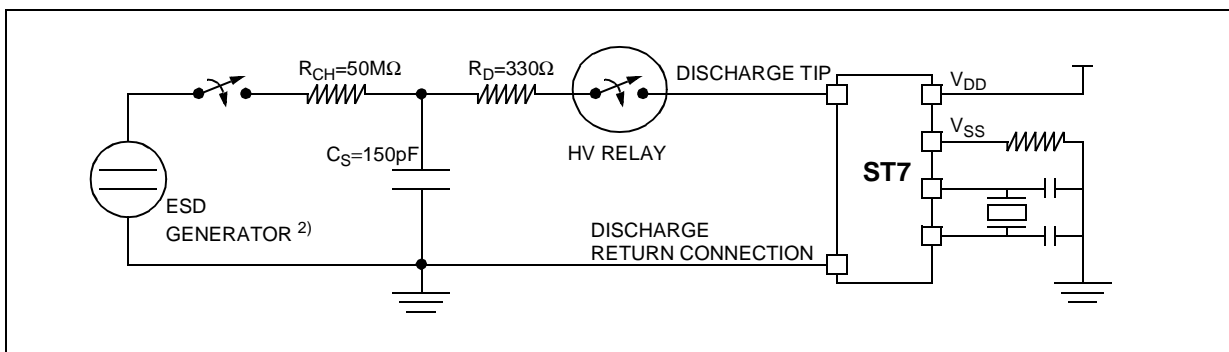 R_CH=50MΩ
R_D=330Ω
DISCHARGE TIP
V_DD
V_SS
C_S=150pF
HV RELAY
ST7
ESD
GENERATOR 2)
DISCHARGE
RETURN CONNECTION